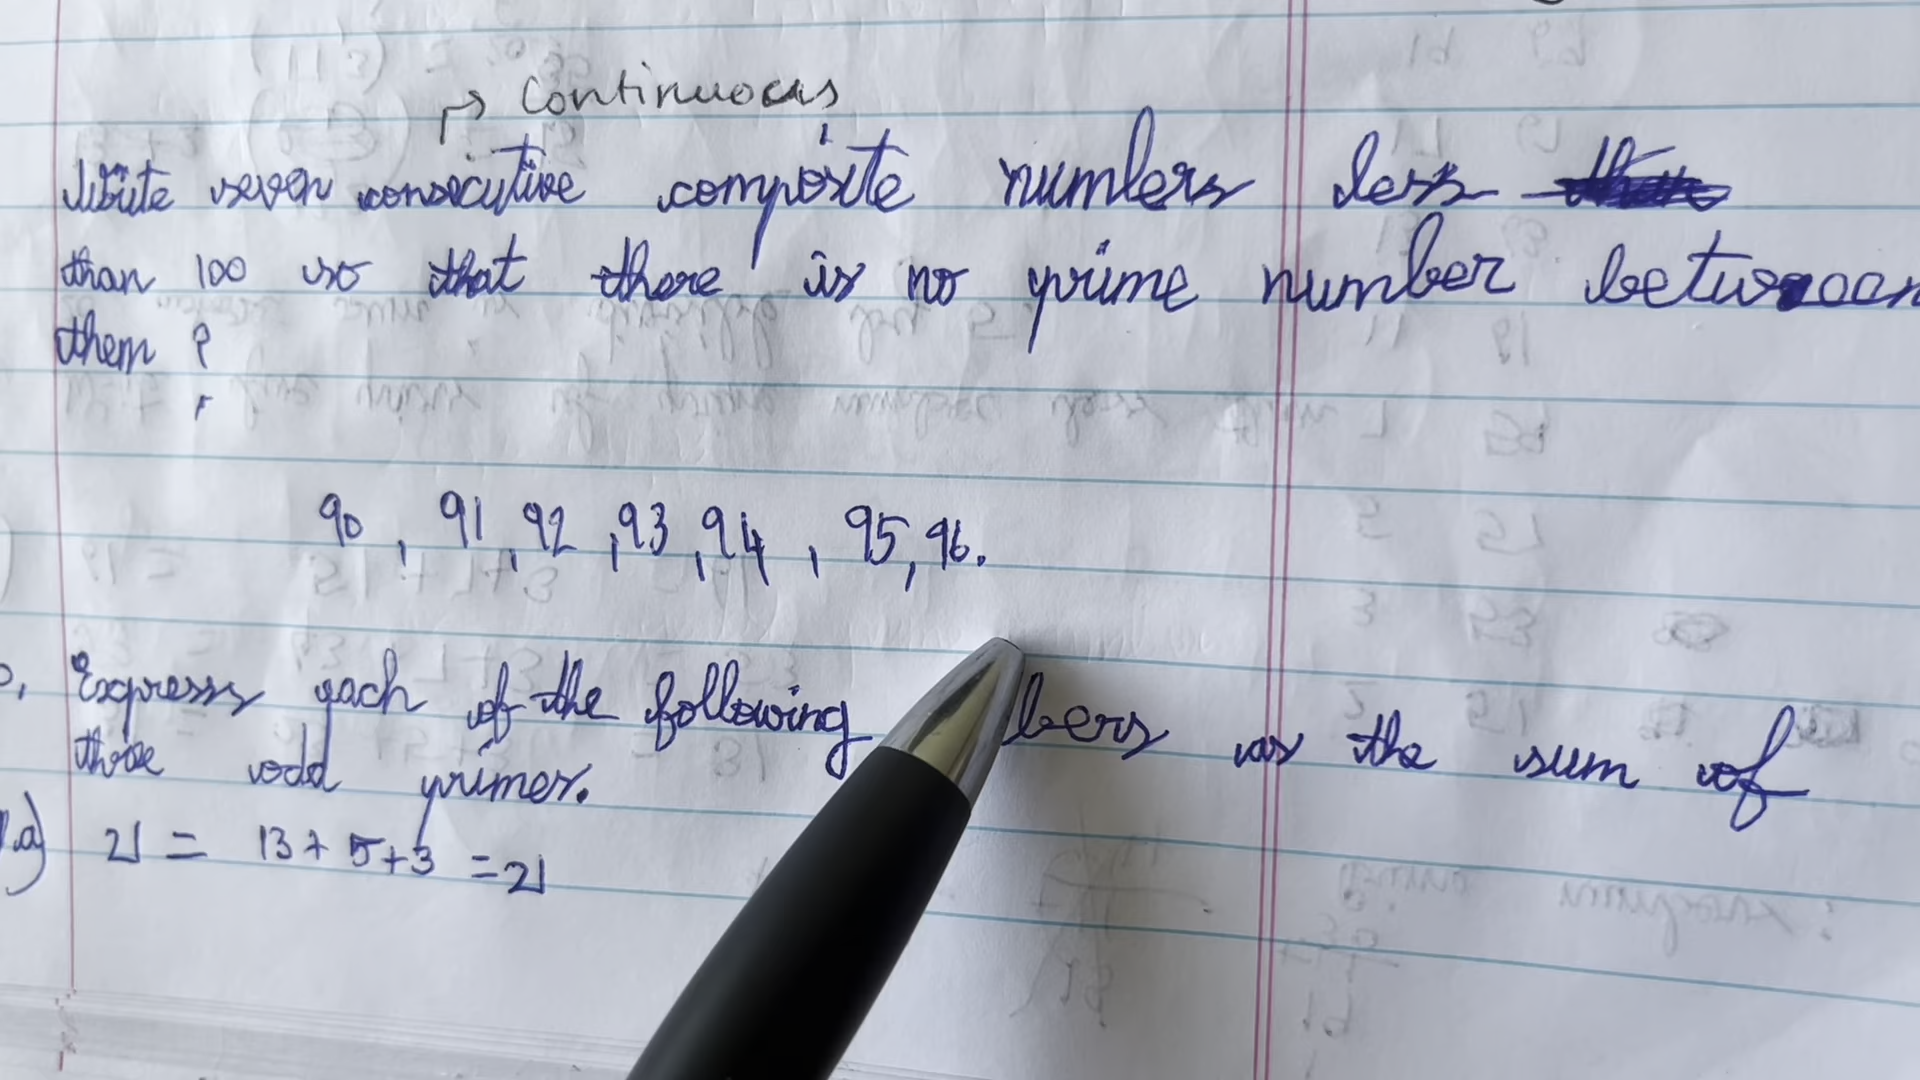 Continuous
Write seven consecutive composite numbers less
than 100 so that there is no prime number between
them ?
90 , 91 , 92 , 93 , 94 , 95 , 96 .
Express each of the following bers as the sum of
three odd primes.
a) 21 = 13 + 5 + 3 = 21